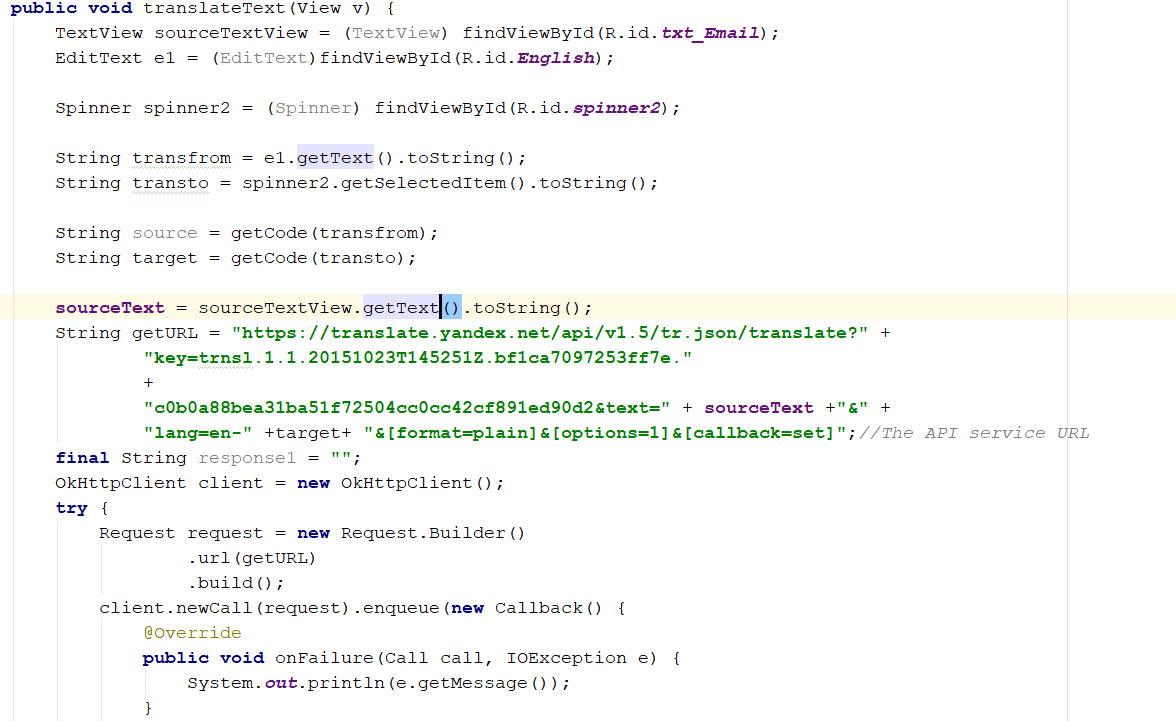 public void translateText(View v) {
TextView sourceTextView = (TextView) findViewById(R.id.txt_Email);
EditText e1 = (EditText)findViewById(R.id.English);
Spinner spinner2 = (Spinner) findViewById(R.id.spinner2);
String transfrom = e1.getText().toString();
String transto = spinner2.getSelectedItem().toString();
String source = getCode(transfrom);
String target = getCode(transto);
sourceText = sourceTextView.getText().toString();
String getURL = "https://translate.yandex.net/api/v1.5/tr.json/translate?" +
"key=trnsl.1.1.20151023T145251Z.bf1ca7097253ff7e."
+
"c0b0a88bea31ba51f72504cc0cc42cf891ed90d2&text=" + sourceText +"&" +
"lang=en-" +target+ "&[format=plain]&[options=1]&[callback=set]";//The API service URL
final String response1 = "";
OkHttpClient client = new OkHttpClient();
try {
Request request = new Request.Builder()
.url(getURL)
.build();
client.newCall(request).enqueue(new Callback() {
@Override
public void onFailure(Call call, IOException e) {
System.out.println(e.getMessage());
}